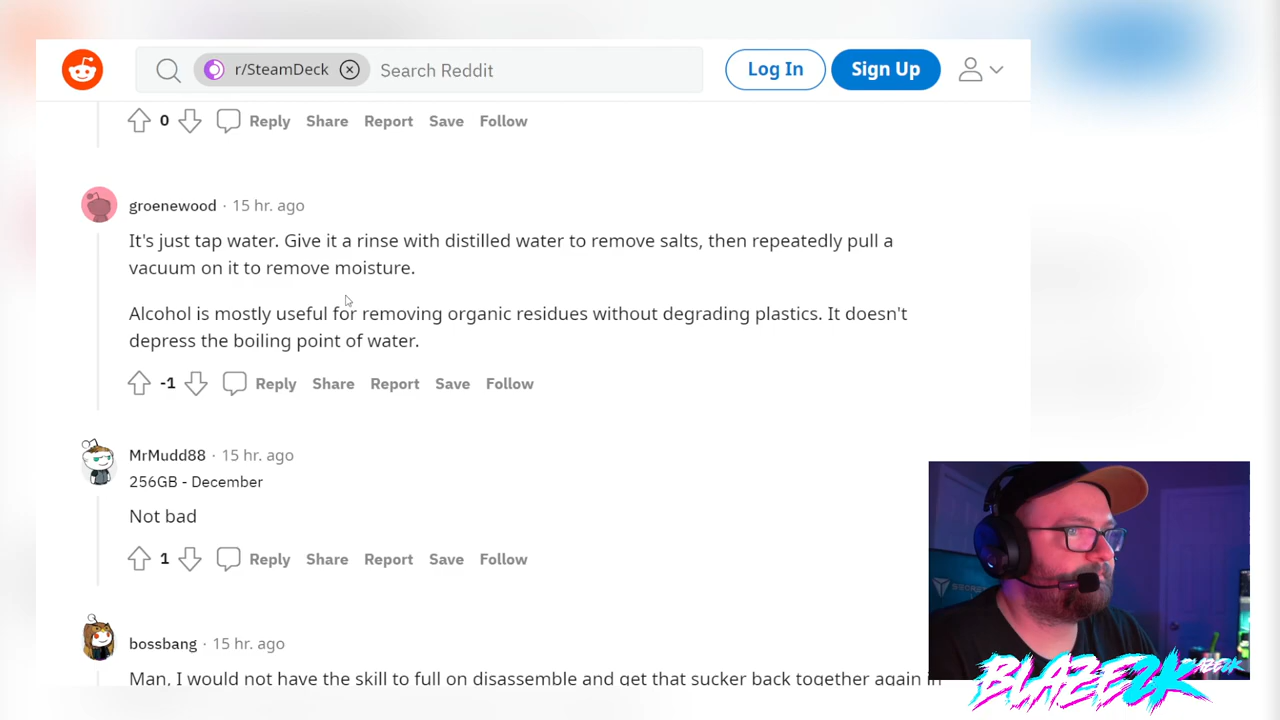 r/SteamDeck
Search Reddit
Log In
Sign Up
0
Reply
Share
Report
Save
Follow
groenewood · 15 hr. ago
It's just tap water. Give it a rinse with distilled water to remove salts, then repeatedly pull a
vacuum on it to remove moisture.
Alcohol is mostly useful for removing organic residues without degrading plastics. It doesn't
depress the boiling point of water.
-1
Reply
Share
Report
Save
Follow
MrMudd88 · 15 hr. ago
256GB - December
Not bad
1
Reply
Share
Report
Save
Follow
bossbang · 15 hr. ago
Man, I would not have the skill to full on disassemble and get that sucker back together again in
BLAZE2K